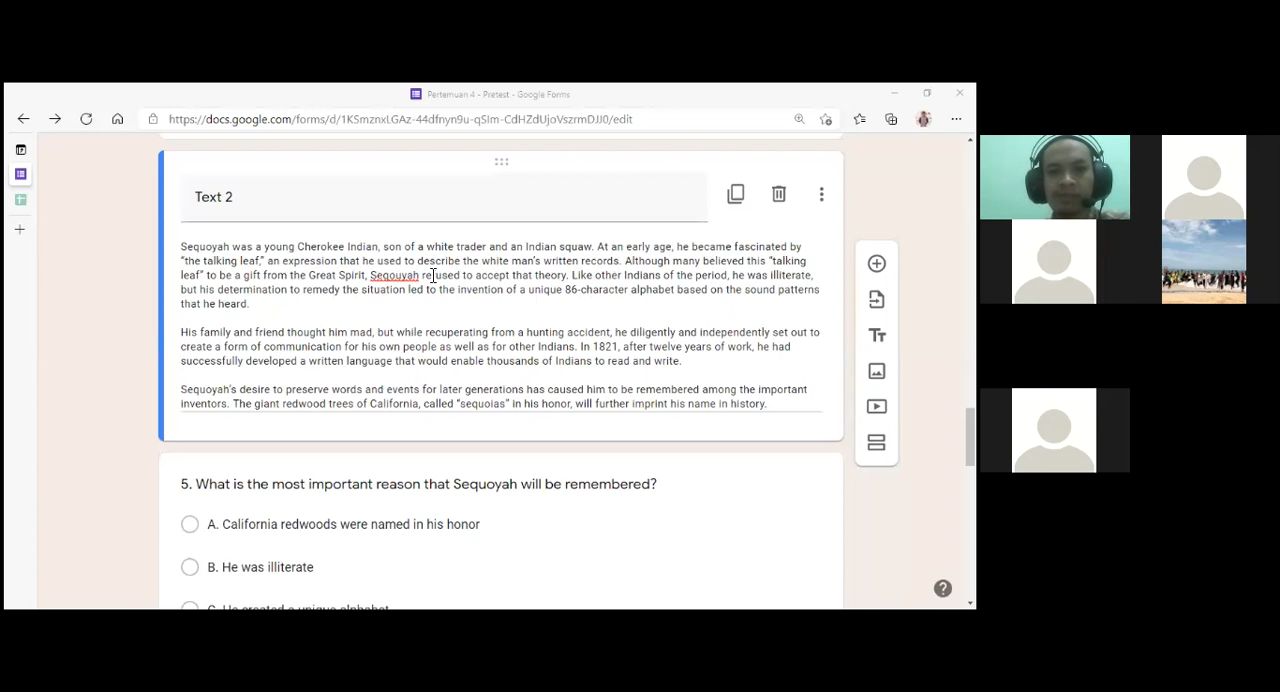 Pertemuan 4 - Pretest - Google Forms
https://docs.google.com/forms/d/1KSmznxLGAz-44dfnyn9u-qSIm-CdHZdUjoVszrmDJJ0/edit
Text 2
Sequoyah was a young Cherokee Indian, son of a white trader and an Indian squaw. At an early age, he became fascinated by
“the talking leaf,” an expression that he used to describe the white man’s written records. Although many believed this “talking
leaf” to be a gift from the Great Spirit, Seqouyah refused to accept that theory. Like other Indians of the period, he was illiterate,
but his determination to remedy the situation led to the invention of a unique 86-character alphabet based on the sound patterns
that he heard.
His family and friend thought him mad, but while recuperating from a hunting accident, he diligently and independently set out to
create a form of communication for his own people as well as for other Indians. In 1821, after twelve years of work, he had
successfully developed a written language that would enable thousands of Indians to read and write.
Sequoyah’s desire to preserve words and events for later generations has caused him to be remembered among the important
inventors. The giant redwood trees of California, called “sequoias” in his honor, will further imprint his name in history.
5. What is the most important reason that Sequoyah will be remembered?
A. California redwoods were named in his honor
B. He was illiterate
C. He created a unique alphabet